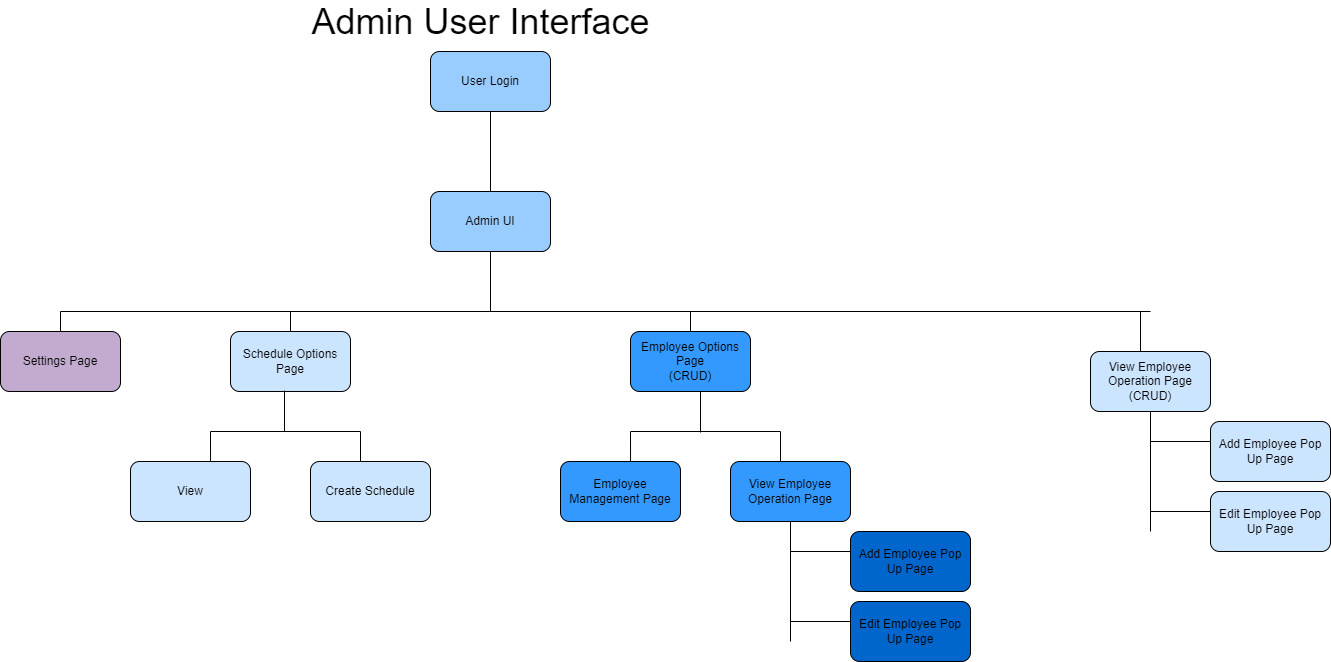 Admin User Interface
User Login
Admin UI
Settings Page
Schedule Options
Page
Employee Options
Page
(CRUD)
View Employee
Operation Page
(CRUD)
View
Create Schedule
Employee
Management Page
View Employee
Operation Page
Add Employee Pop
Up Page
Edit Employee Pop
Up Page
Add Employee Pop
Up Page
Edit Employee Pop
Up Page